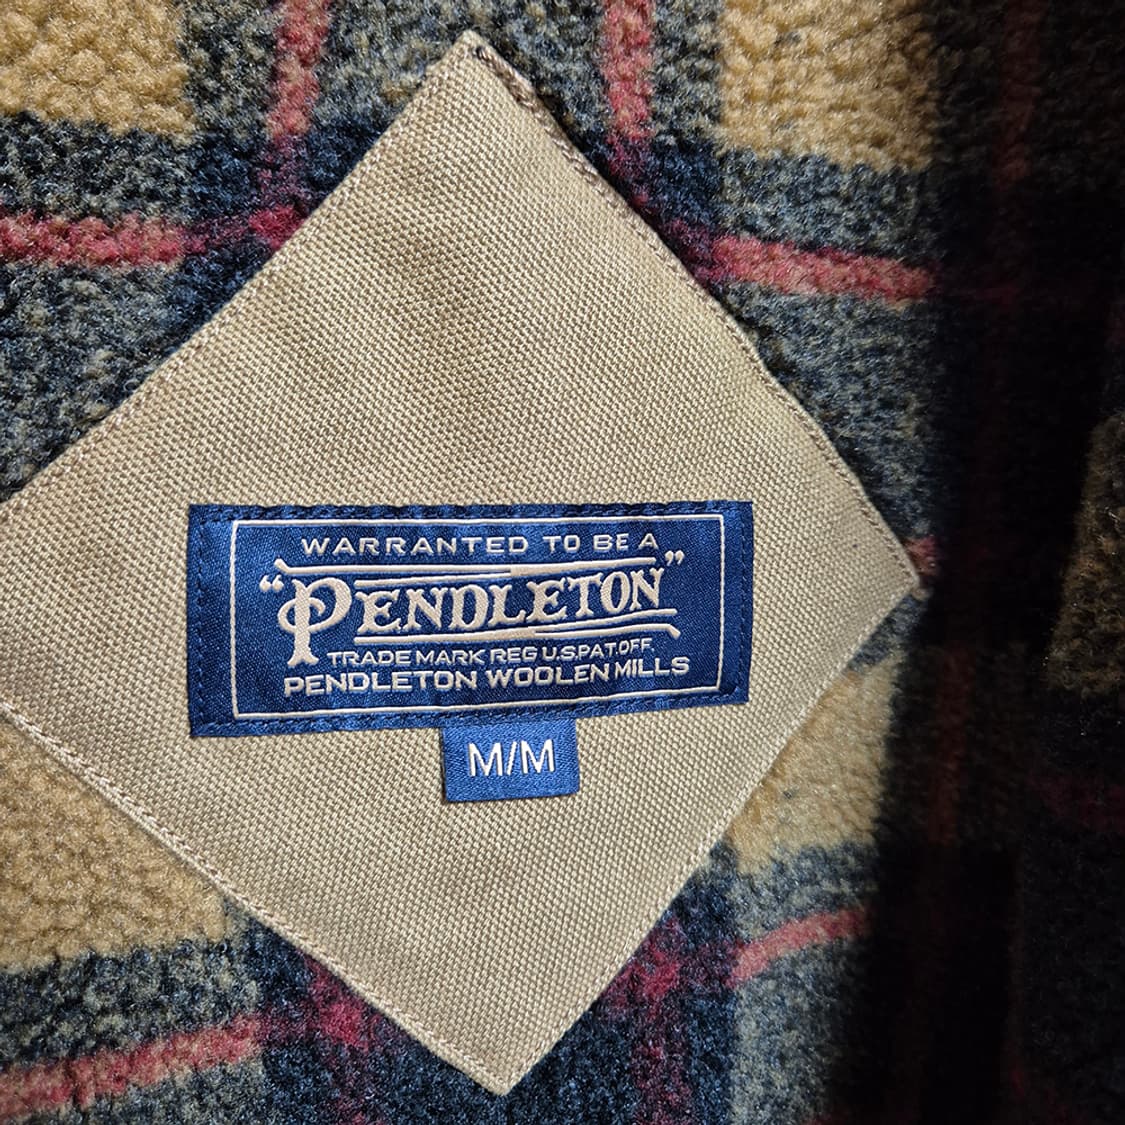 WARRANTED TO BE A
"PENDLETON"
TRADE MARK REG U.S.PAT.OFF.
PENDLETON WOOLEN MILLS
M/M